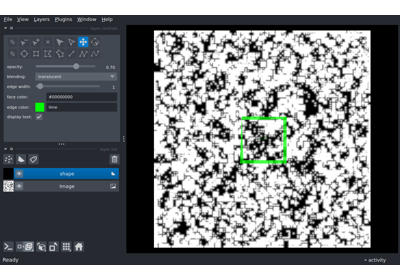 File View Layers Plugins Window Help
opacity: 0.70
blending: translucent
edge width: 1
face color: #00000000
edge color: lime
display text: ✓
shape
Image
Ready
activity